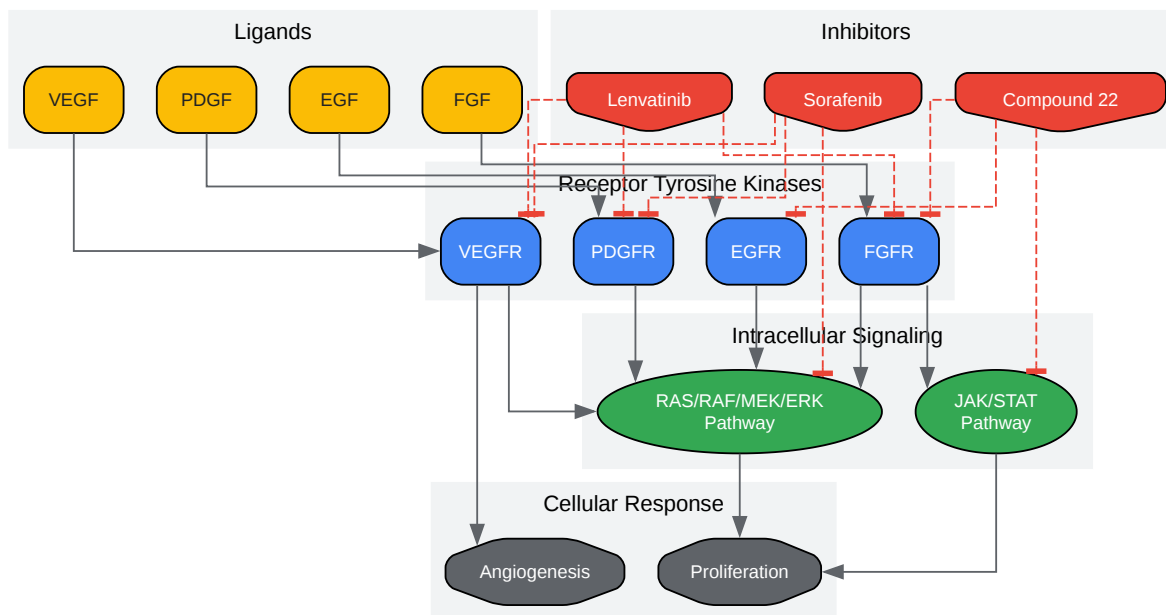 Ligands
Inhibitors
VEGF
PDGF
EGF
FGF
Lenvatinib
Sorafenib
Compound 22
Receptor Tyrosine Kinases
VEGFR
PDGFR
EGFR
FGFR
Intracellular Signaling
RAS/RAF/MEK/ERK
Pathway
JAK/STAT
Pathway
Cellular Response
Angiogenesis
Proliferation